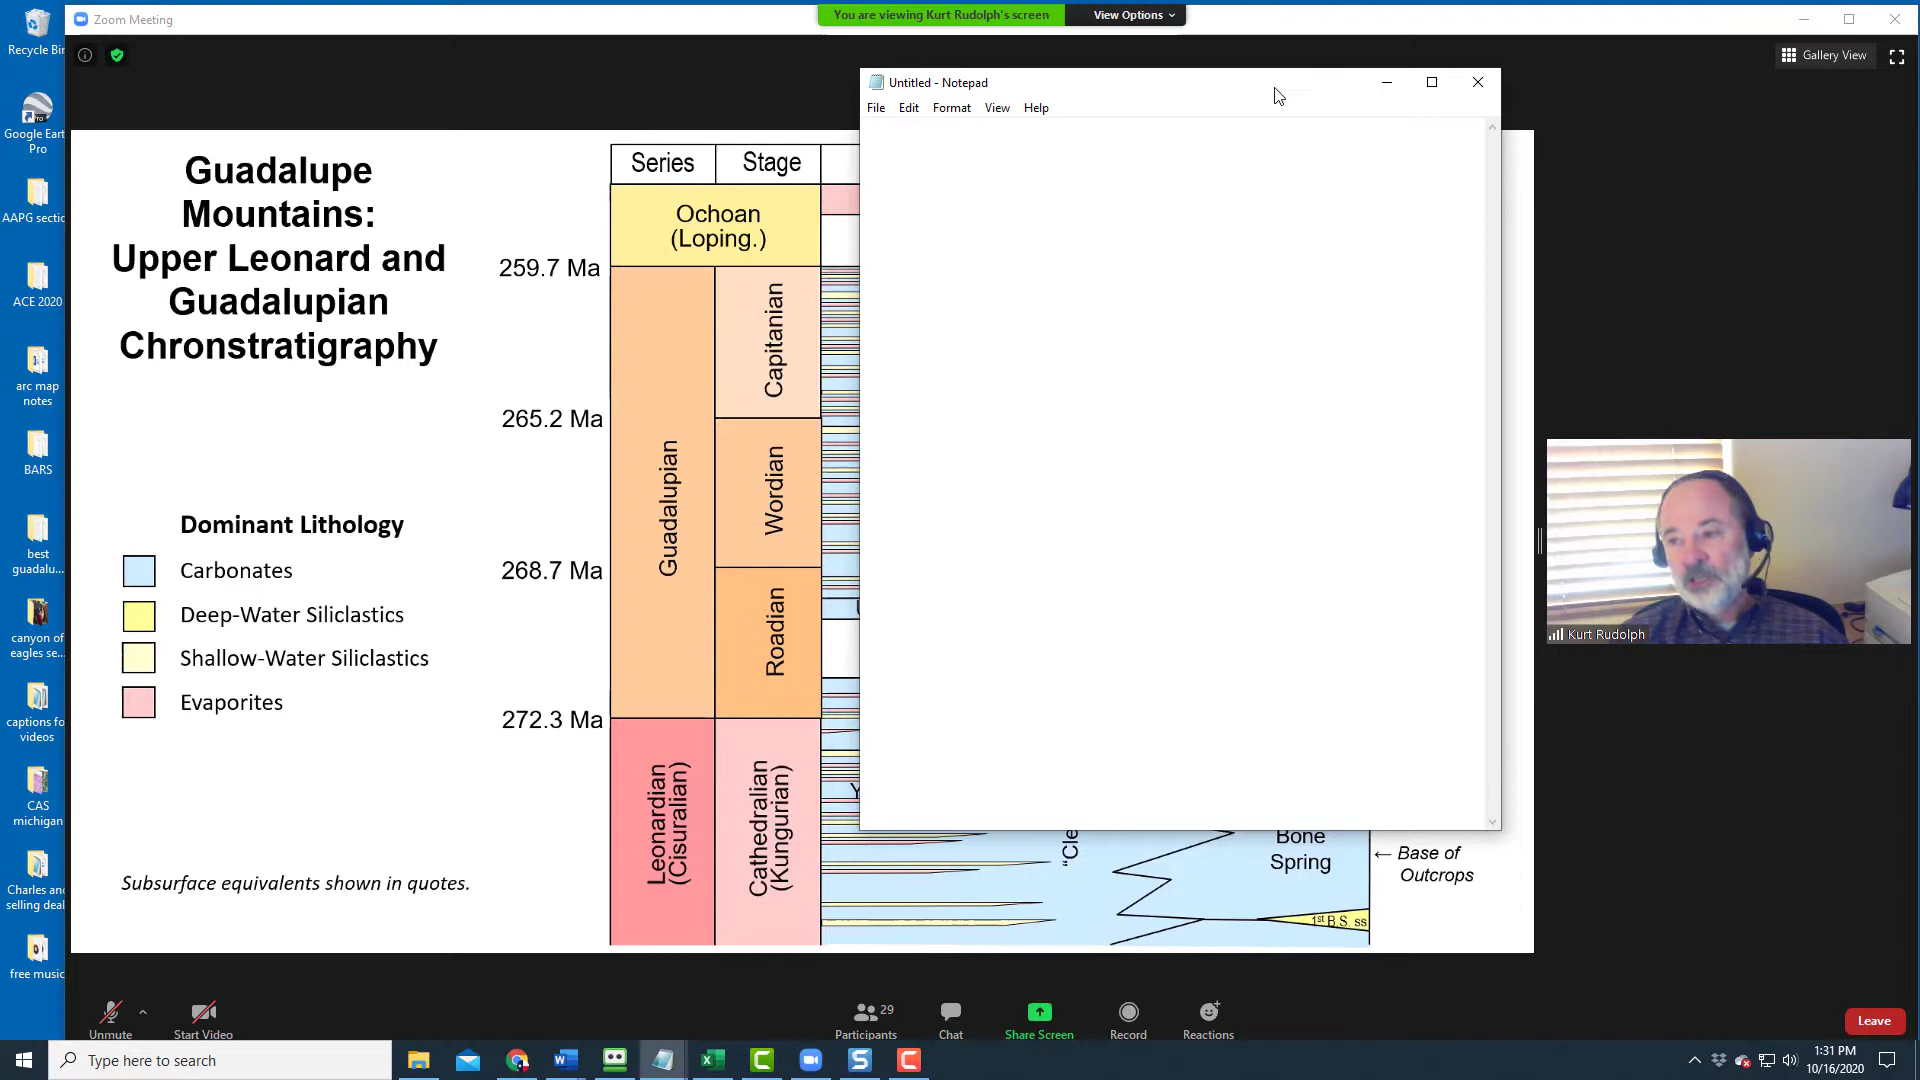 Recycle Bin
Google Eart
Pro
AAPG sectio
ACE 2020
arc map
notes
BARS
best
guadalu...
canyon of
eagles se...
captions fo
videos
CAS
michigan
Charles and
selling deal
free music
Zoom Meeting
You are viewing Kurt Rudolph's screen
View Options
Gallery View
Untitled - Notepad
File Edit Format View Help
Guadalupe
Mountains:
Upper Leonard and
Guadalupian
Chronstratigraphy
Dominant Lithology
Carbonates
Deep-Water Siliclastics
Shallow-Water Siliclastics
Evaporites
Subsurface equivalents shown in quotes.
Series Stage
Ochoan
(Loping.)
259.7 Ma
265.2 Ma
268.7 Ma
272.3 Ma
Guadalupian
Capitanian
Wordian
Roadian
Leonardian
(Cisuralian)
Cathedralian
(Kungurian)
Y
"Cle
Bone
Spring
← Base of
Outcrops
1st B.S. ss
Kurt Rudolph
Unmute
Start Video
29
Participants
Chat
Share Screen
Record
Reactions
Leave
Type here to search
1:31 PM
10/16/2020